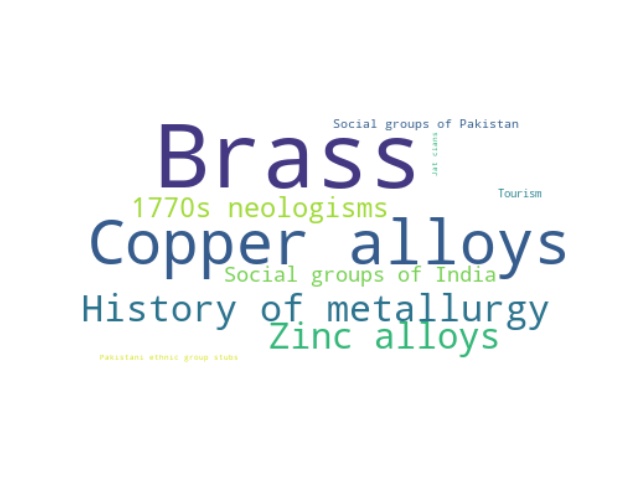 Social groups of Pakistan
Brass
Jat clans
Tourism
1770s neologisms
Copper alloys
Social groups of India
History of metallurgy
Zinc alloys
Pakistani ethnic group stubs